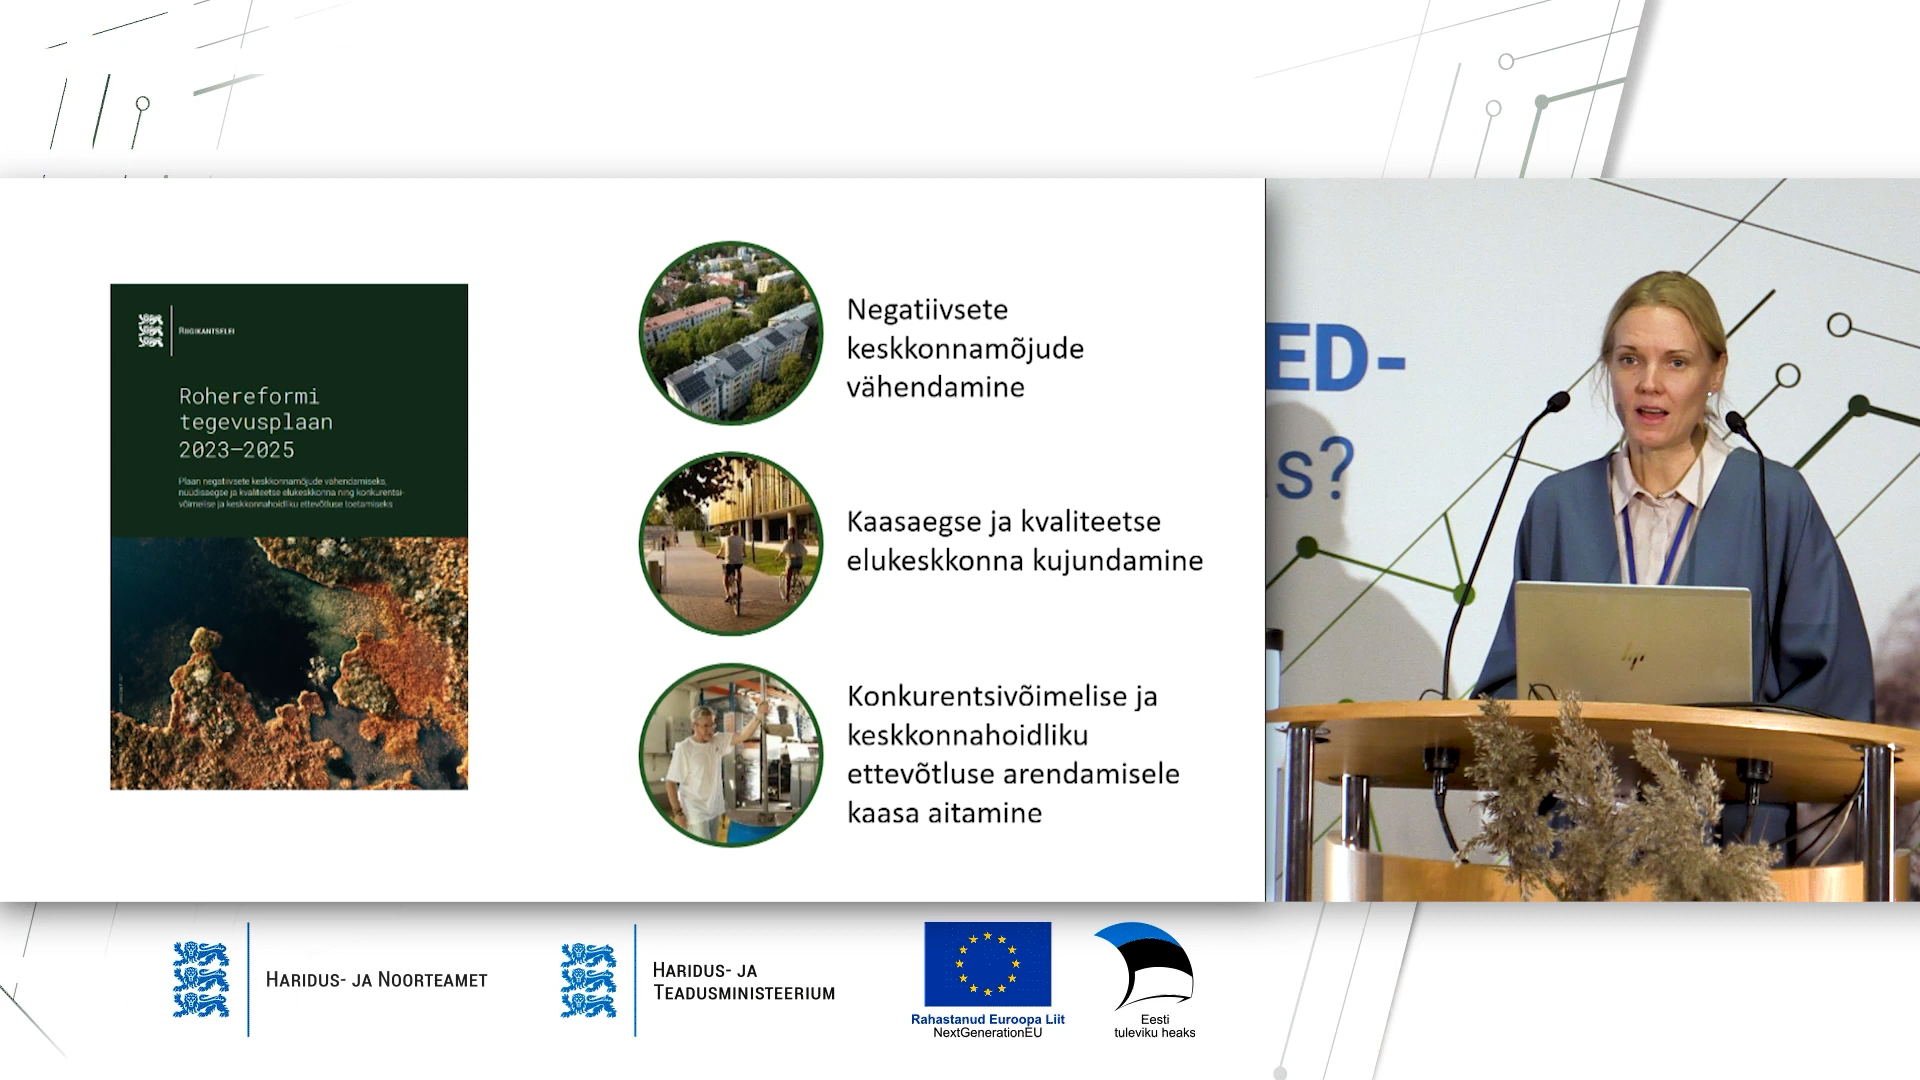 RIIGIKANTSELEI
Rohereformi
tegevusplaan
2023–2025
Plaan negatiivsete keskkonnamõjude vähendamiseks,
nüüdisaegse ja kvaliteetse elukeskkonna ning konkurentsi-
võimelise ja keskkonnahoidliku ettevõtluse toetamiseks
Negatiivsete
keskkonnamõjude
vähendamine
Kaasaegse ja kvaliteetse
elukeskkonna kujundamine
Konkurentsivõimelise ja
keskkonnahoidliku
ettevõtluse arendamisele
kaasa aitamine
ED-
s?
hp
HARIDUS- JA NOORTEAMET
HARIDUS- JA
TEADUSMINISTEERIUM
Rahastanud Euroopa Liit
NextGenerationEU
Eesti
tuleviku heaks